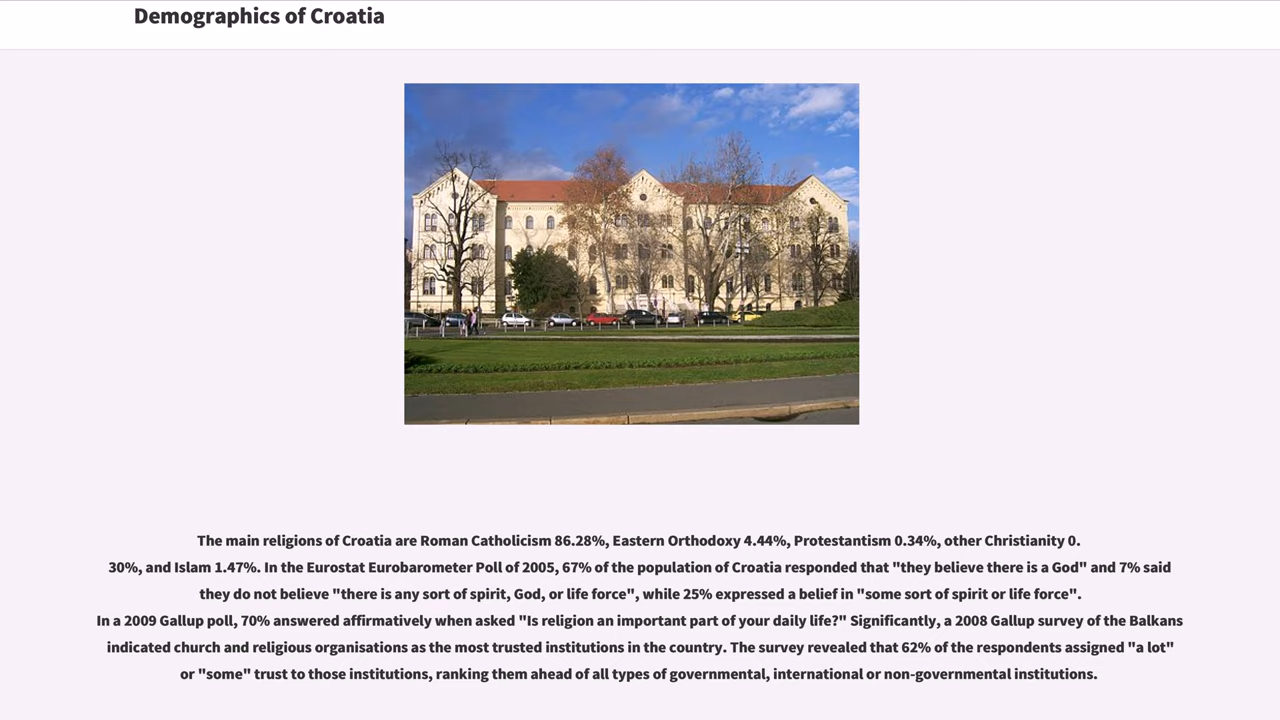 Demographics of Croatia
The main religions of Croatia are Roman Catholicism 86.28%, Eastern Orthodoxy 4.44%, Protestantism 0.34%, other Christianity 0.
30%, and Islam 1.47%. In the Eurostat Eurobarometer Poll of 2005, 67% of the population of Croatia responded that "they believe there is a God" and 7% said
they do not believe "there is any sort of spirit, God, or life force", while 25% expressed a belief in "some sort of spirit or life force".
In a 2009 Gallup poll, 70% answered affirmatively when asked "Is religion an important part of your daily life?" Significantly, a 2008 Gallup survey of the Balkans
indicated church and religious organisations as the most trusted institutions in the country. The survey revealed that 62% of the respondents assigned "a lot"
or "some" trust to those institutions, ranking them ahead of all types of governmental, international or non-governmental institutions.